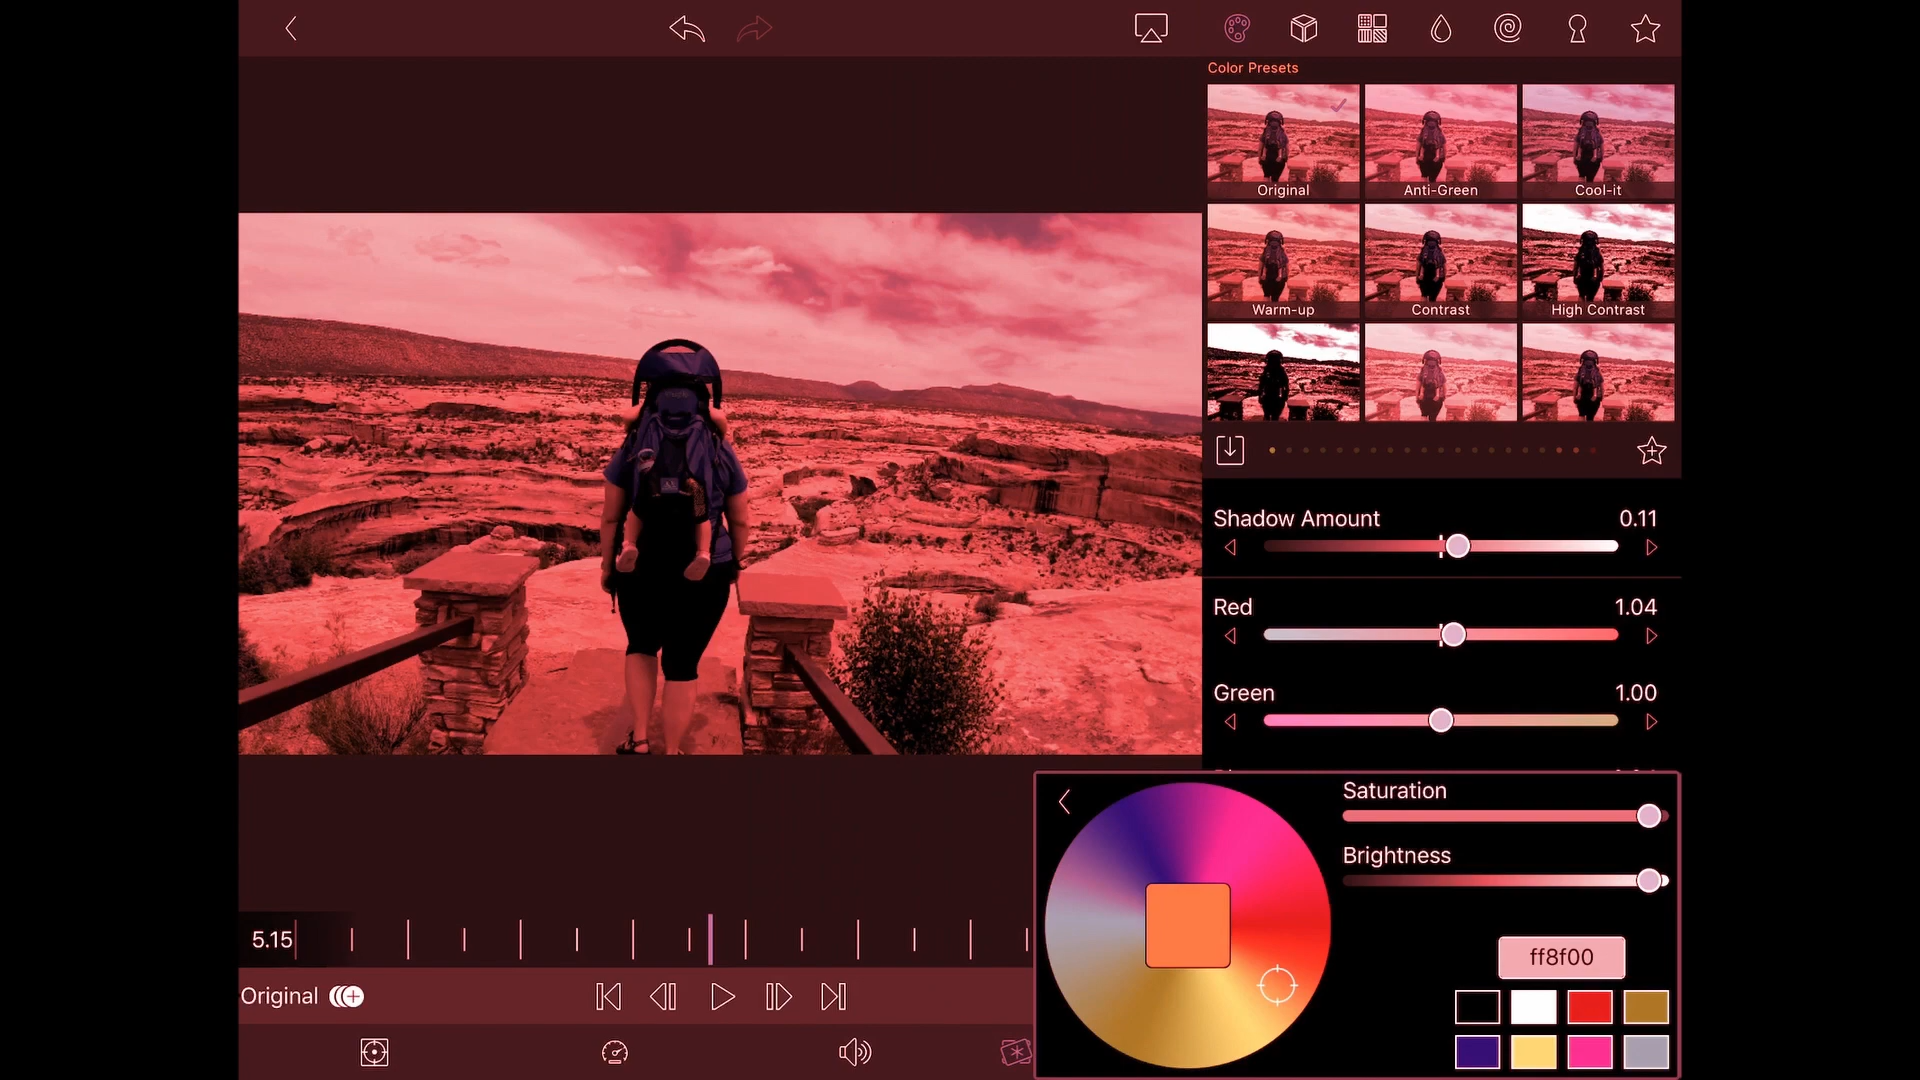 Color Presets
Original
Anti-Green
Cool-it
Warm-up
Contrast
High Contrast
Shadow Amount 0.11
Red 1.04
Green 1.00
Saturation
Brightness
ff8f00
5.15
Original